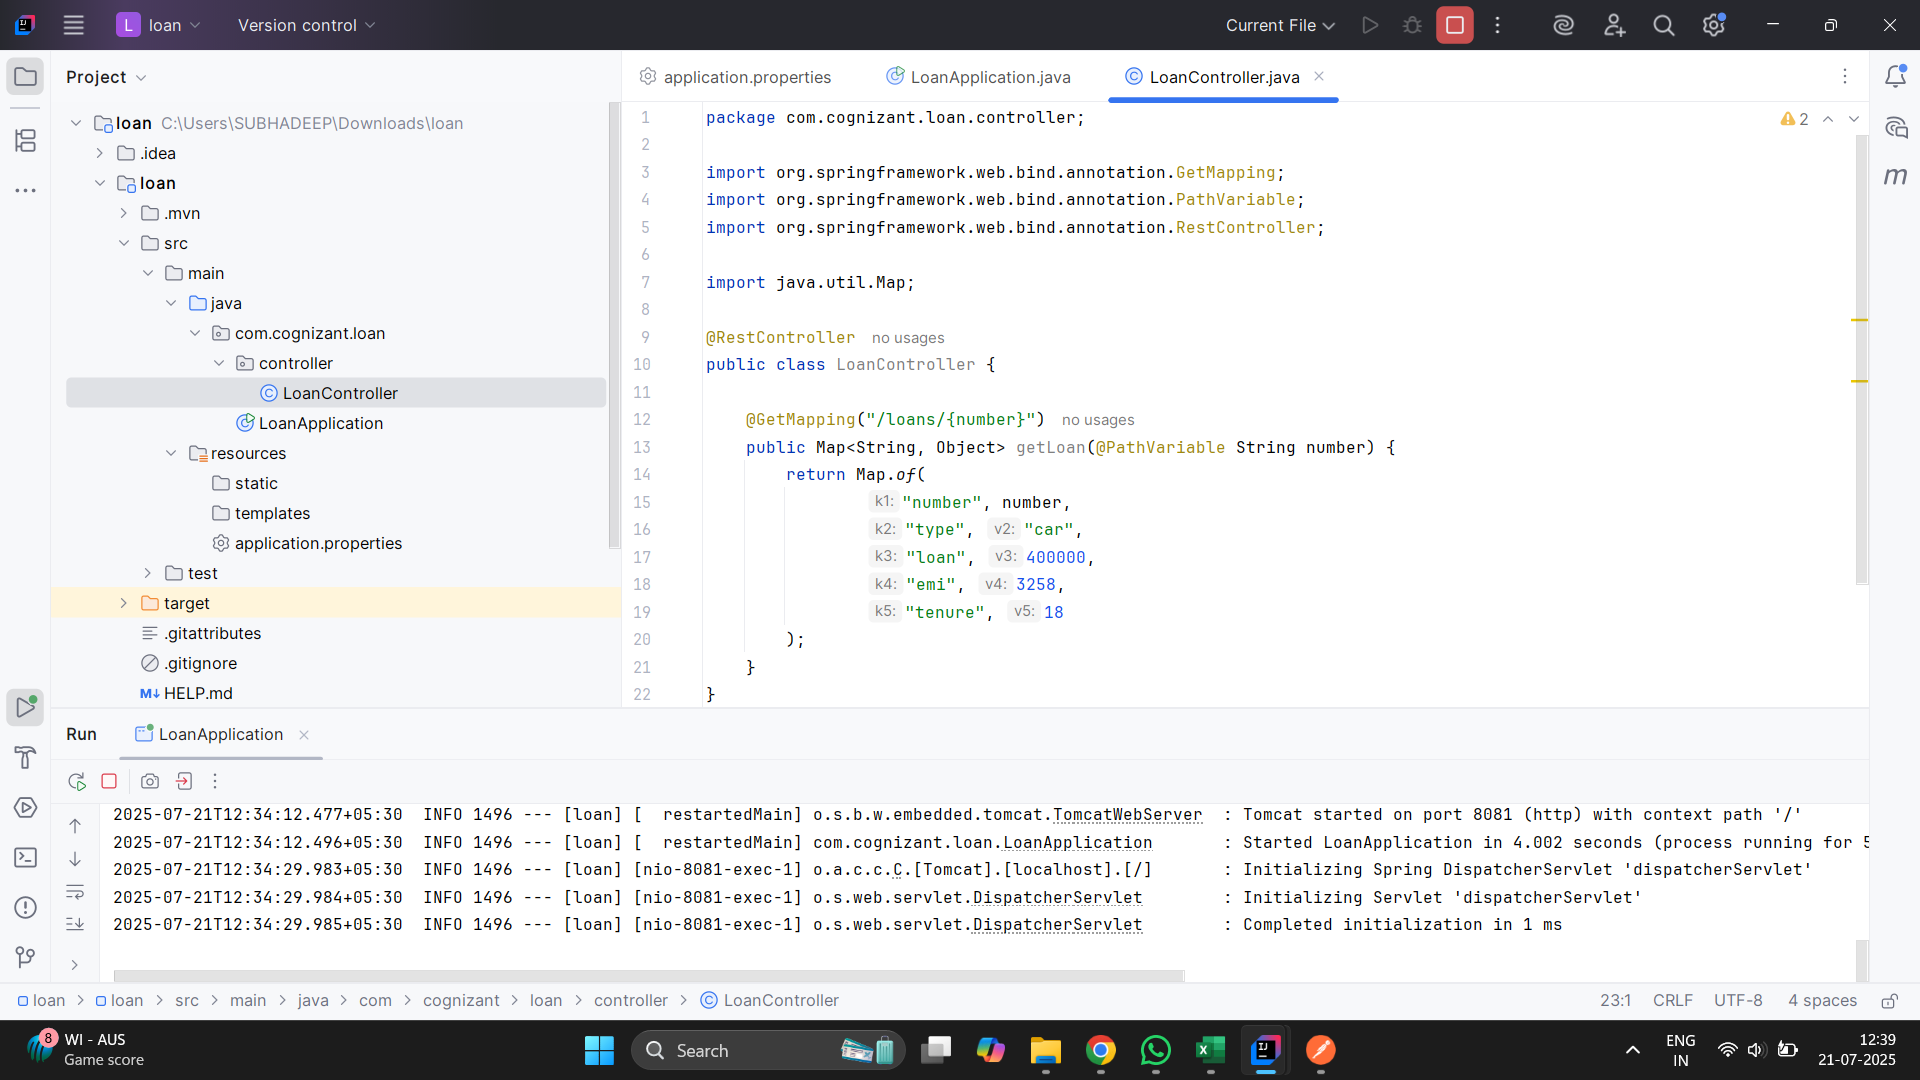 L loan Version control Current File
Project
loan C:\Users\SUBHADEEP\Downloads\loan
.idea
loan
.mvn
src
main
java
com.cognizant.loan
controller
LoanController
LoanApplication
resources
static
templates
application.properties
test
target
.gitattributes
.gitignore
M↓ HELP.md
application.properties LoanApplication.java LoanController.java
2
1 package com.cognizant.loan.controller;
2
3 import org.springframework.web.bind.annotation.GetMapping;
4 import org.springframework.web.bind.annotation.PathVariable;
5 import org.springframework.web.bind.annotation.RestController;
6
7 import java.util.Map;
8
9 @RestController no usages
10 public class LoanController {
11
12 @GetMapping("/loans/{number}") no usages
13 public Map<String, Object> getLoan(@PathVariable String number) {
14 return Map.of(
15 k1: "number", number,
16 k2: "type", v2: "car",
17 k3: "loan", v3: 400000,
18 k4: "emi", v4: 3258,
19 k5: "tenure", v5: 18
20 );
21 }
22 }
m
Run LoanApplication
2025-07-21T12:34:12.477+05:30 INFO 1496 --- [loan] [ restartedMain] o.s.b.w.embedded.tomcat.TomcatWebServer : Tomcat started on port 8081 (http) with context path '/'
2025-07-21T12:34:12.496+05:30 INFO 1496 --- [loan] [ restartedMain] com.cognizant.loan.LoanApplication : Started LoanApplication in 4.002 seconds (process running for 5
2025-07-21T12:34:29.983+05:30 INFO 1496 --- [loan] [nio-8081-exec-1] o.a.c.c.C.[Tomcat].[localhost].[/] : Initializing Spring DispatcherServlet 'dispatcherServlet'
2025-07-21T12:34:29.984+05:30 INFO 1496 --- [loan] [nio-8081-exec-1] o.s.web.servlet.DispatcherServlet : Initializing Servlet 'dispatcherServlet'
2025-07-21T12:34:29.985+05:30 INFO 1496 --- [loan] [nio-8081-exec-1] o.s.web.servlet.DispatcherServlet : Completed initialization in 1 ms
loan > loan > src > main > java > com > cognizant > loan > controller > LoanController 23:1 CRLF UTF-8 4 spaces
8 WI - AUS
Game score
Search
ENG
IN
12:39
21-07-2025